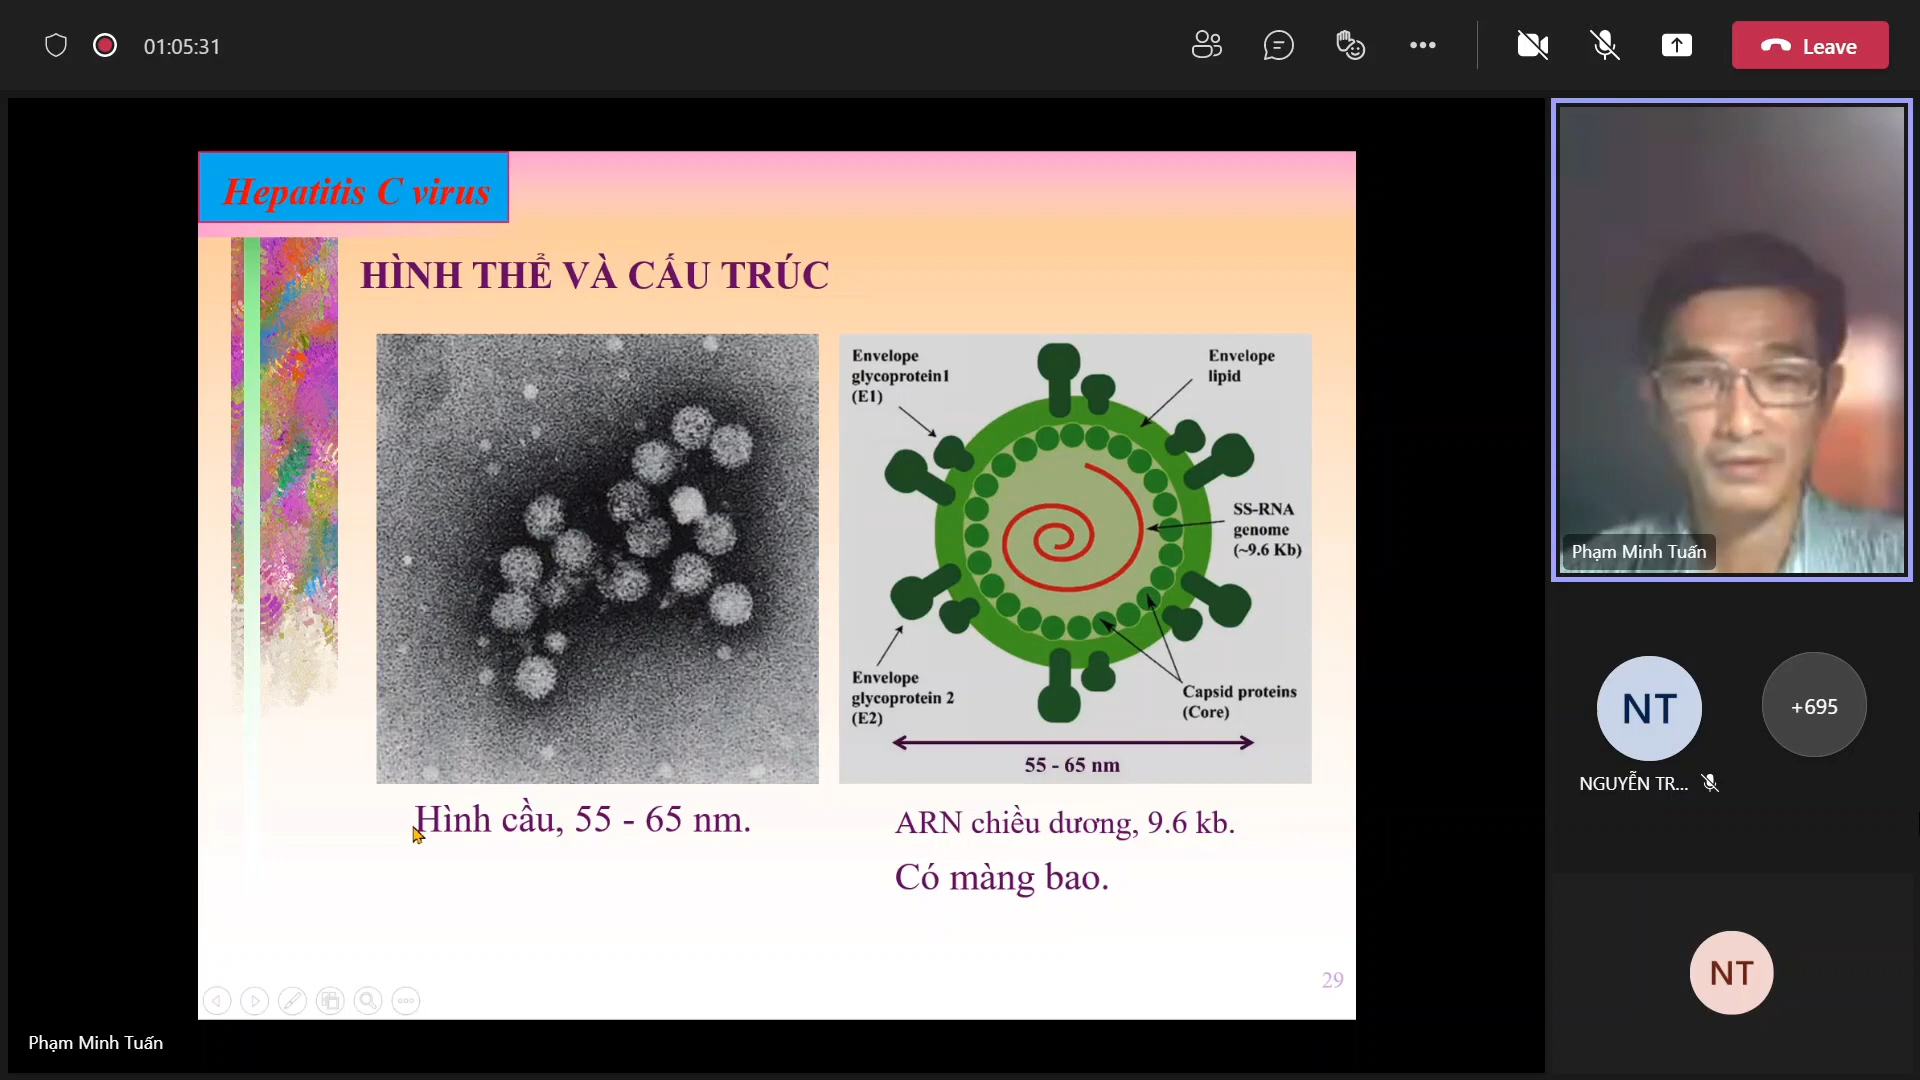 01:05:31
Leave
Hepatitis C virus
HÌNH THỂ VÀ CẤU TRÚC
Envelope
glycoprotein1
(E1)
Envelope
lipid
SS-RNA
genome
(~9.6 Kb)
Envelope
glycoprotein 2
(E2)
Capsid proteins
(Core)
55 - 65 nm
Hình cầu, 55 - 65 nm.
ARN chiều dương, 9.6 kb.
Có màng bao.
29
Phạm Minh Tuấn
Phạm Minh Tuấn
NT
+695
NGUYỄN TR...
NT